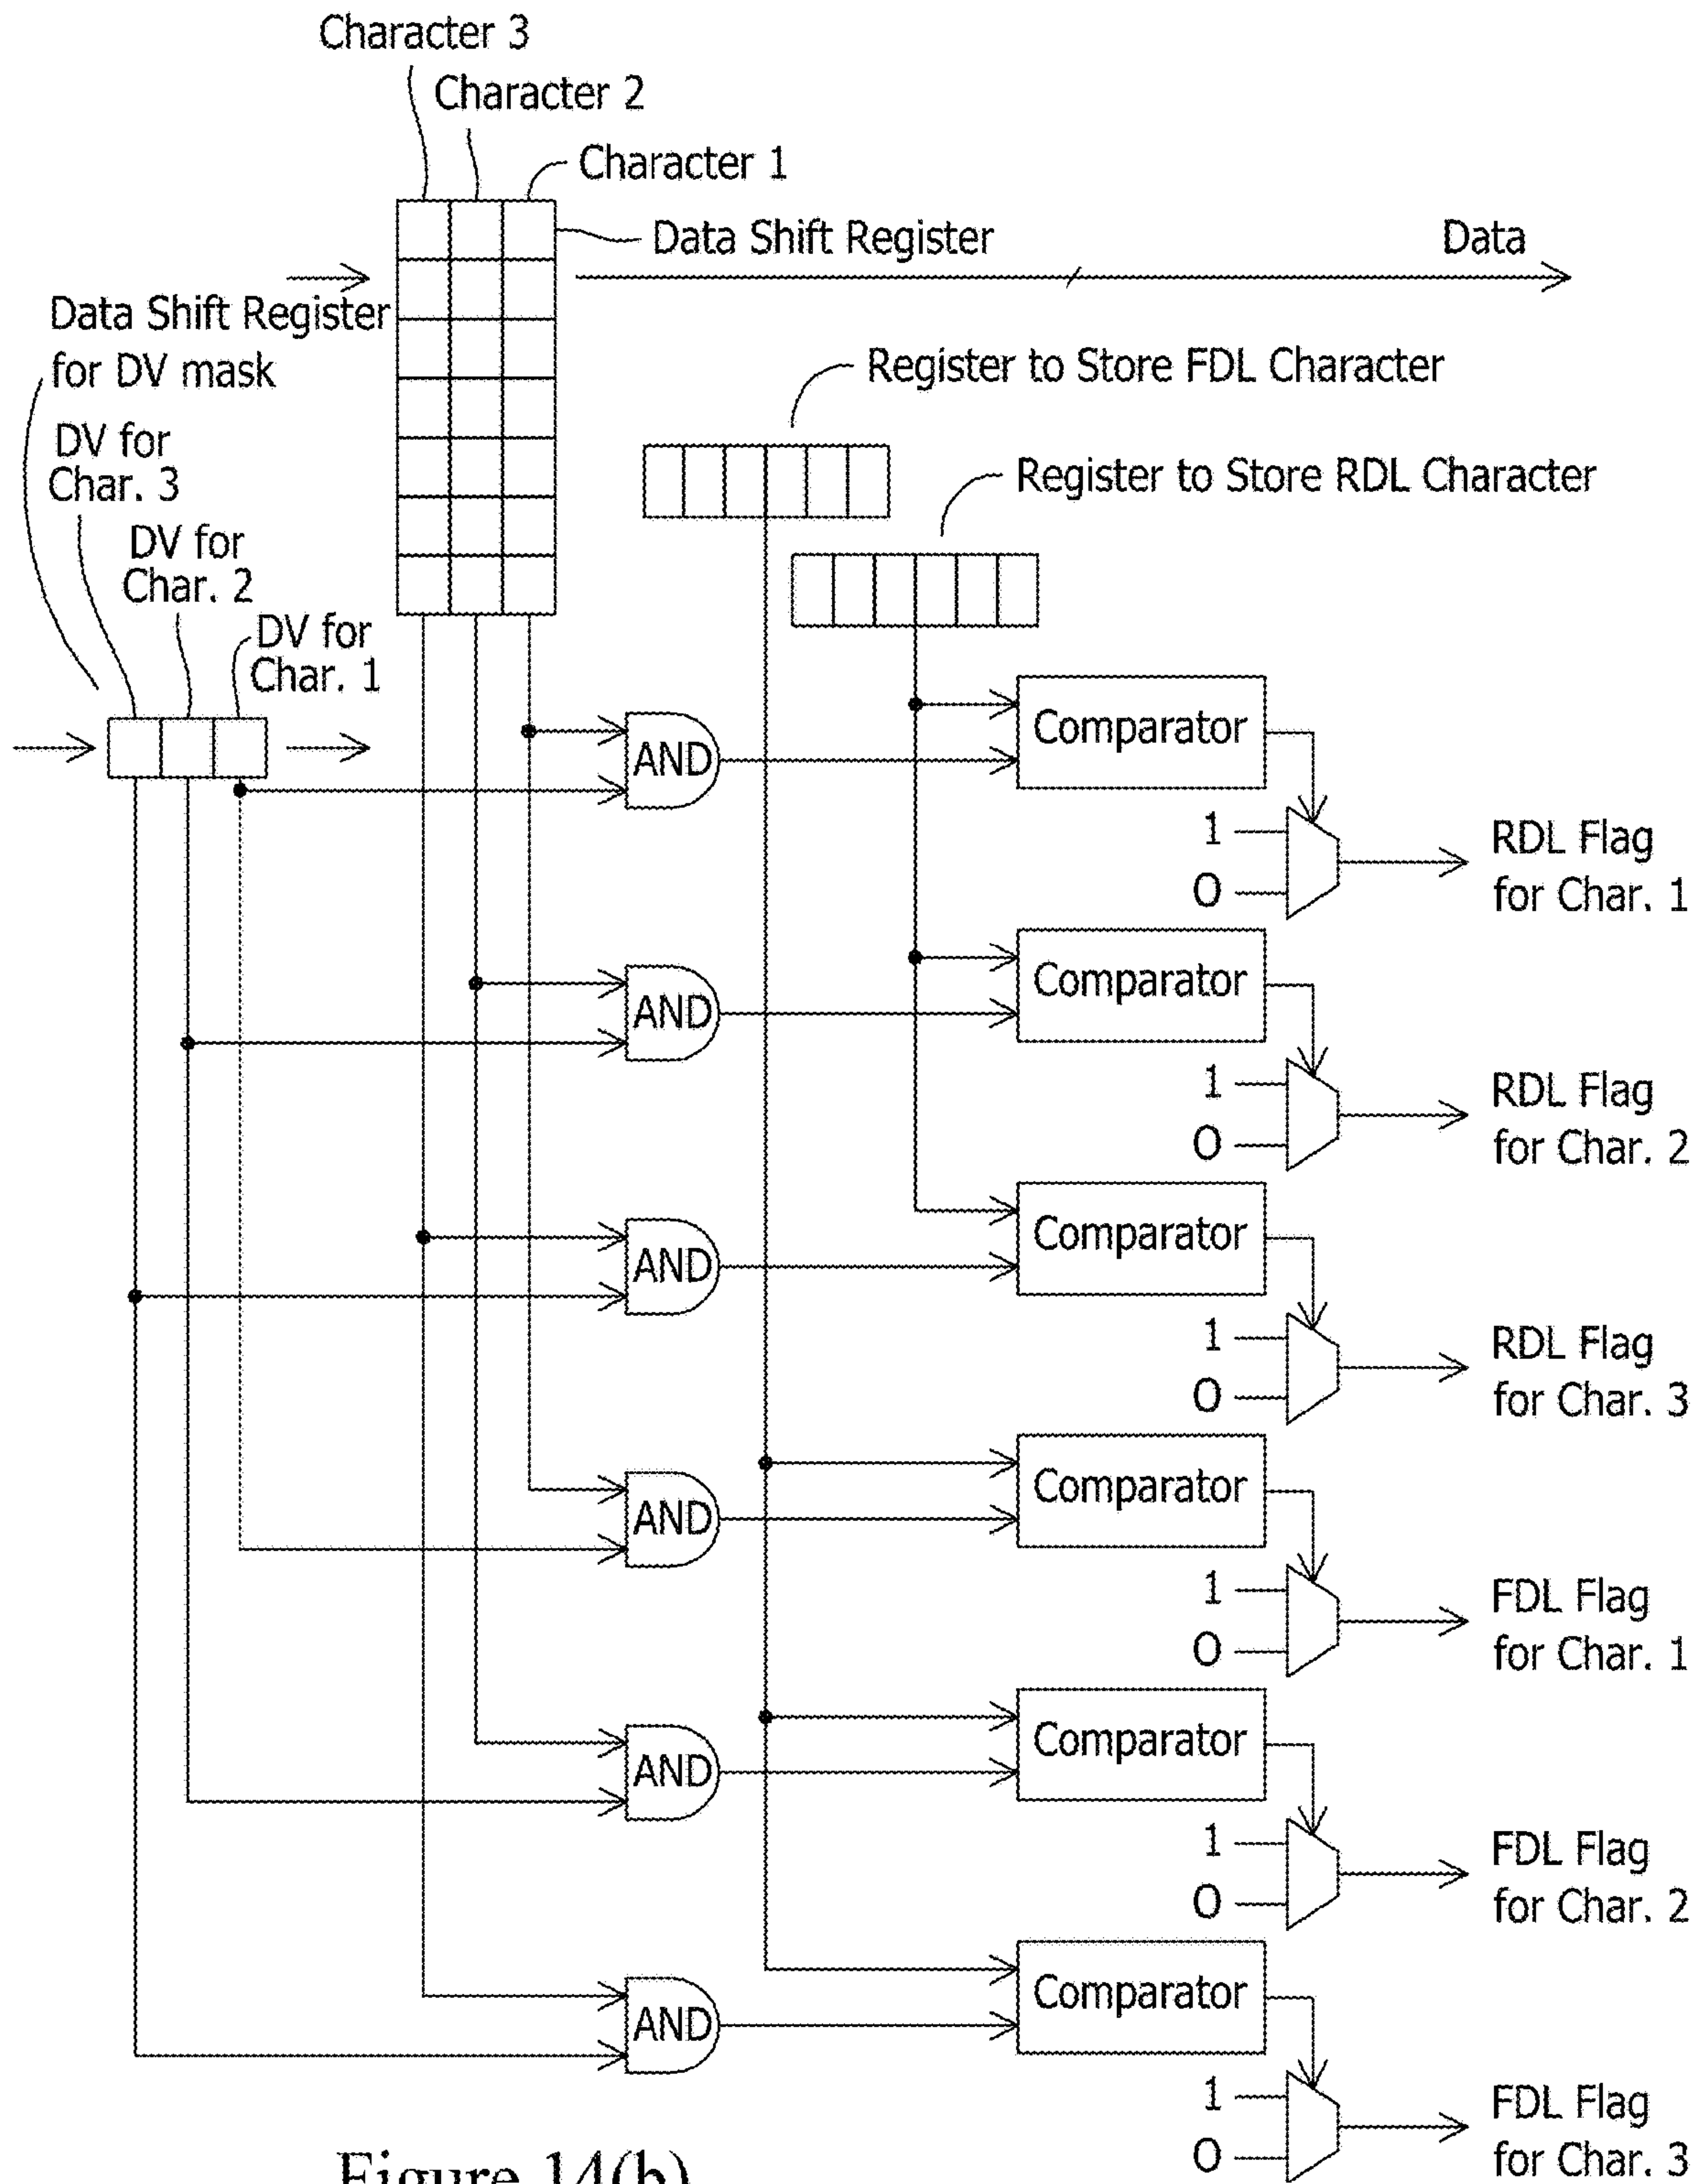 Character 3
Character 2
Character 1
Data Shift Register
Data
Data Shift Register
for DV mask
Register to Store FDL Character
DV for
Char. 3
Register to Store RDL Character
DV for
Char. 2
DV for
Char. 1
AND
Comparator
1
0
RDL Flag
for Char. 1
AND
Comparator
1
0
RDL Flag
for Char. 2
AND
Comparator
1
0
RDL Flag
for Char. 3
AND
Comparator
1
0
FDL Flag
for Char. 1
AND
Comparator
1
0
FDL Flag
for Char. 2
AND
Comparator
1
0
FDL Flag
for Char. 3
Figure 14(b)